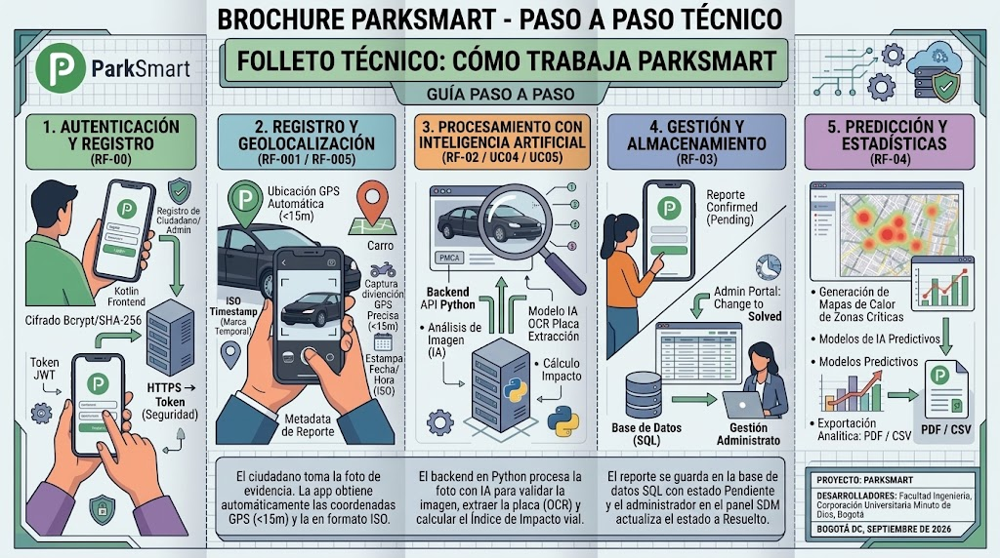 BROCHURE PARKSMART - PASO A PASO TÉCNICO
FOLLETO TÉCNICO: CÓMO TRABAJA PARKSMART
GUÍA PASO A PASO
P
ParkSmart
1. AUTENTICACIÓN
Y REGISTRO
(RF-00)
P
Registro de
Ciudadano/
Admin
Kotlin
Frontend
Cifrado Bcrypt/SHA-256
Token
JWT
P
HTTPS →
Token
(Seguridad)
2. REGISTRO Y
GEOLOCALIZACIÓN
(RF-001 / RF-005)
P
Ubicación GPS
Automática
(<15m)
Carro
ISO
Timestamp
(Marca
Temporal)
Captura
diviención
GPS
Precisa
(<15m)
Estampa
Fecha/
Hora
(ISO)
Metadata
de Reporte
El ciudadano toma la foto de
evidencia. La app obtiene
automáticamente las coordenadas
GPS (<15m) y la en formato ISO.
3. PROCESAMIENTO CON
INTELIGENCIA ARTIFICIAL
(RF-02 / UC04 / UC05)
PMCA
Backend
API Python
• Análisis de
Imagen
(IA)
Modelo IA
OCR Placa
Extracción
• Cálculo
Impacto
El backend en Python procesa la
foto con IA para validar la
imagen, extraer la placa (OCR) y
calcular el Índice de Impacto vial.
4. GESTIÓN Y
ALMACENAMIENTO
(RF-03)
P
Reporte
Confirmed
(Pending)
Admin Portal:
Change to
Solved
Base de Datos
(SQL)
Gestión
Administrato
El reporte se guarda en la base de
datos SQL con estado Pendiente
y el administrador en el panel SDM
actualiza el estado a Resuelto.
5. PREDICCIÓN Y
ESTADÍSTICAS
(RF-04)
• Generación de
Mapas de Calor
de Zonas Críticas
• Modelos de IA Predictivos
• Modelos Predictivos
P
PDF / CSV
• Exportación
Analítica: PDF / CSV
PROYECTO: PARKSMART
DESARROLLADORES: Facultad Ingeniería,
Corporación Universitaria Minuto de
Dios, Bogotá
BOGOTÁ DC, SEPTIEMBRE DE 2026